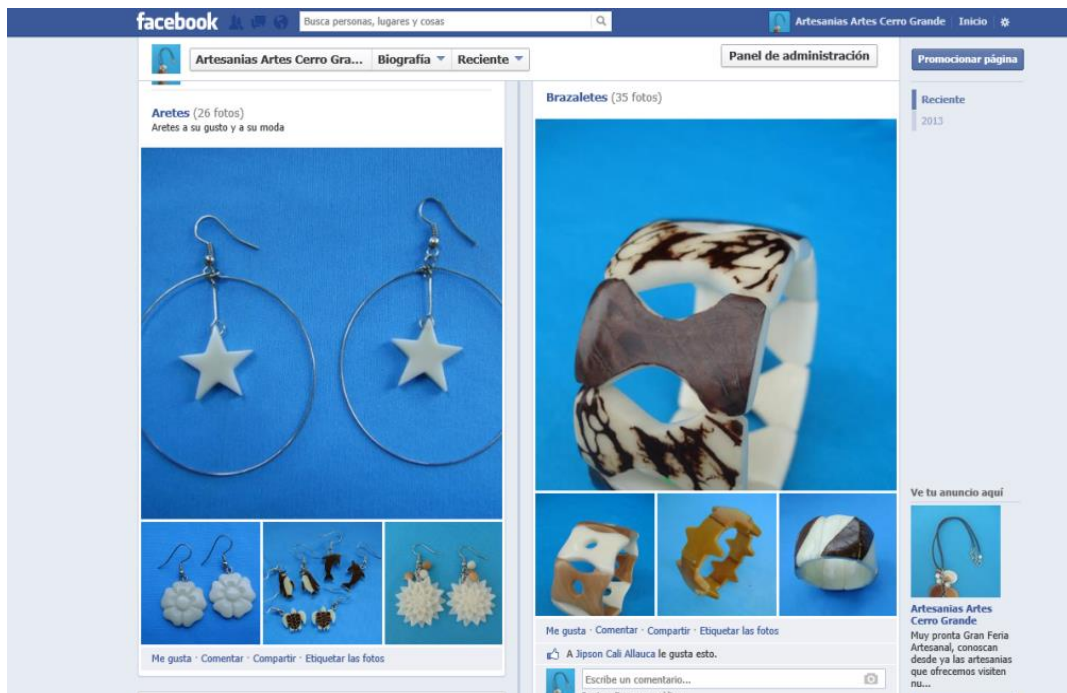 facebook
Busca personas, lugares y cosas
Artesanias Artes Cerro Grande Inicio
Artesanias Artes Cerro Gra... Biografía Reciente
Panel de administración
Promocionar página
Reciente
2013
Aretes (26 fotos)
Aretes a su gusto y a su moda
Me gusta · Comentar · Compartir · Etiquetar las fotos
Brazaletes (35 fotos)
Me gusta · Comentar · Compartir · Etiquetar las fotos
A Jipson Cali Allauca le gusta esto.
Escribe un comentario...
Ve tu anuncio aquí
Artesanias Artes
Cerro Grande
Muy pronta Gran Feria
Artesanal, conoscan
desde ya las artesanias
que ofrecemos visiten
nu...